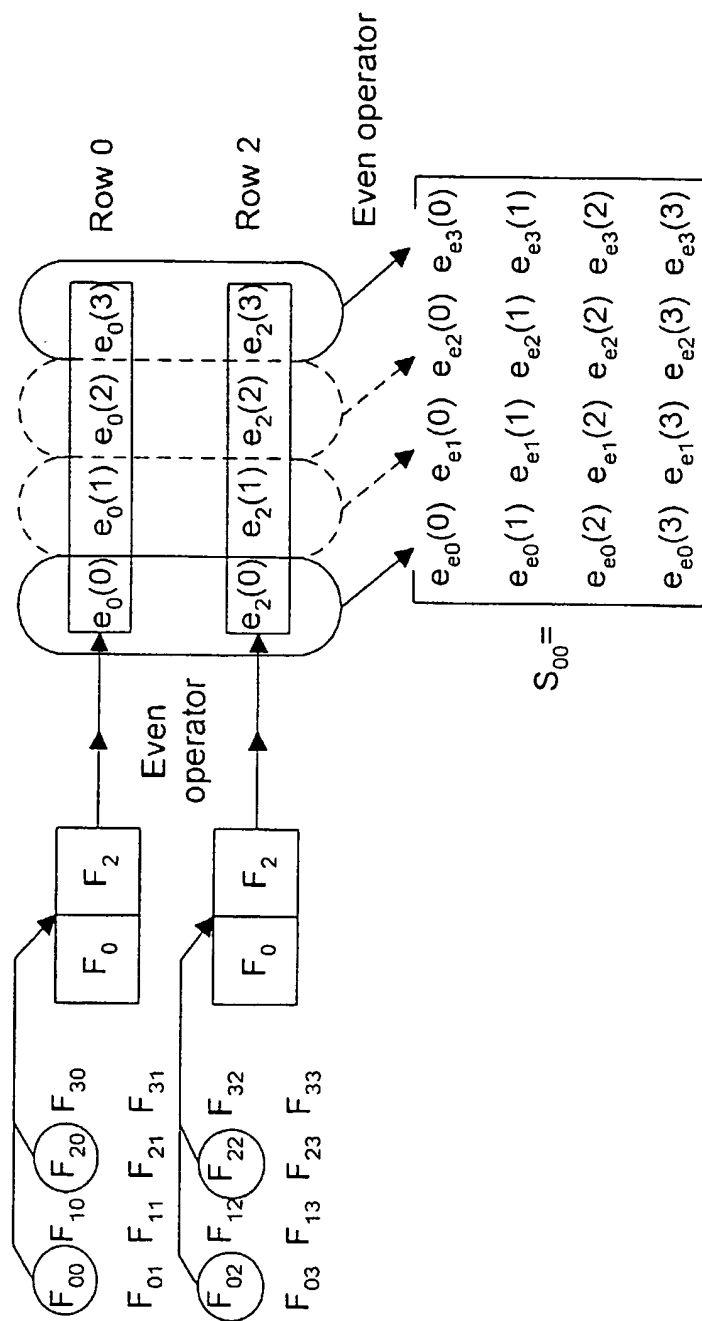 F₀₀ F₁₀ F₂₀ F₃₀
F₀₁ F₁₁ F₂₁ F₃₁
F₀₂ F₁₂ F₂₂ F₃₂
F₀₃ F₁₃ F₂₃ F₃₃
F₀ F₂
F₀ F₂
Even
operator
e₀(0) e₀(1) e₀(2) e₀(3)
Row 0
e₂(0) e₂(1) e₂(2) e₂(3)
Row 2
Even operator
S₀₀=
eₑ₀(0) eₑ₁(0) eₑ₂(0) eₑ₃(0)
eₑ₀(1) eₑ₁(1) eₑ₂(1) eₑ₃(1)
eₑ₀(2) eₑ₁(2) eₑ₂(2) eₑ₃(2)
eₑ₀(3) eₑ₁(3) eₑ₂(3) eₑ₃(3)